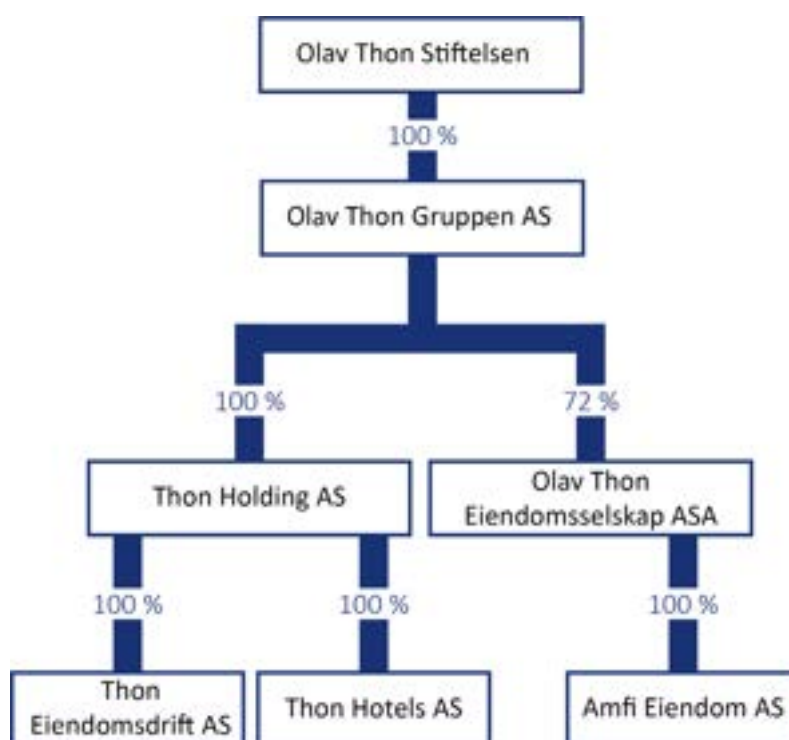 Olav Thon Stiftelsen
100 %
Olav Thon Gruppen AS
100 %
72 %
Thon Holding AS
Olav Thon
Eiendomsselskap ASA
100 %
100 %
100 %
Thon
Eiendomsdrift AS
Thon Hotels AS
Amfi Eiendom AS